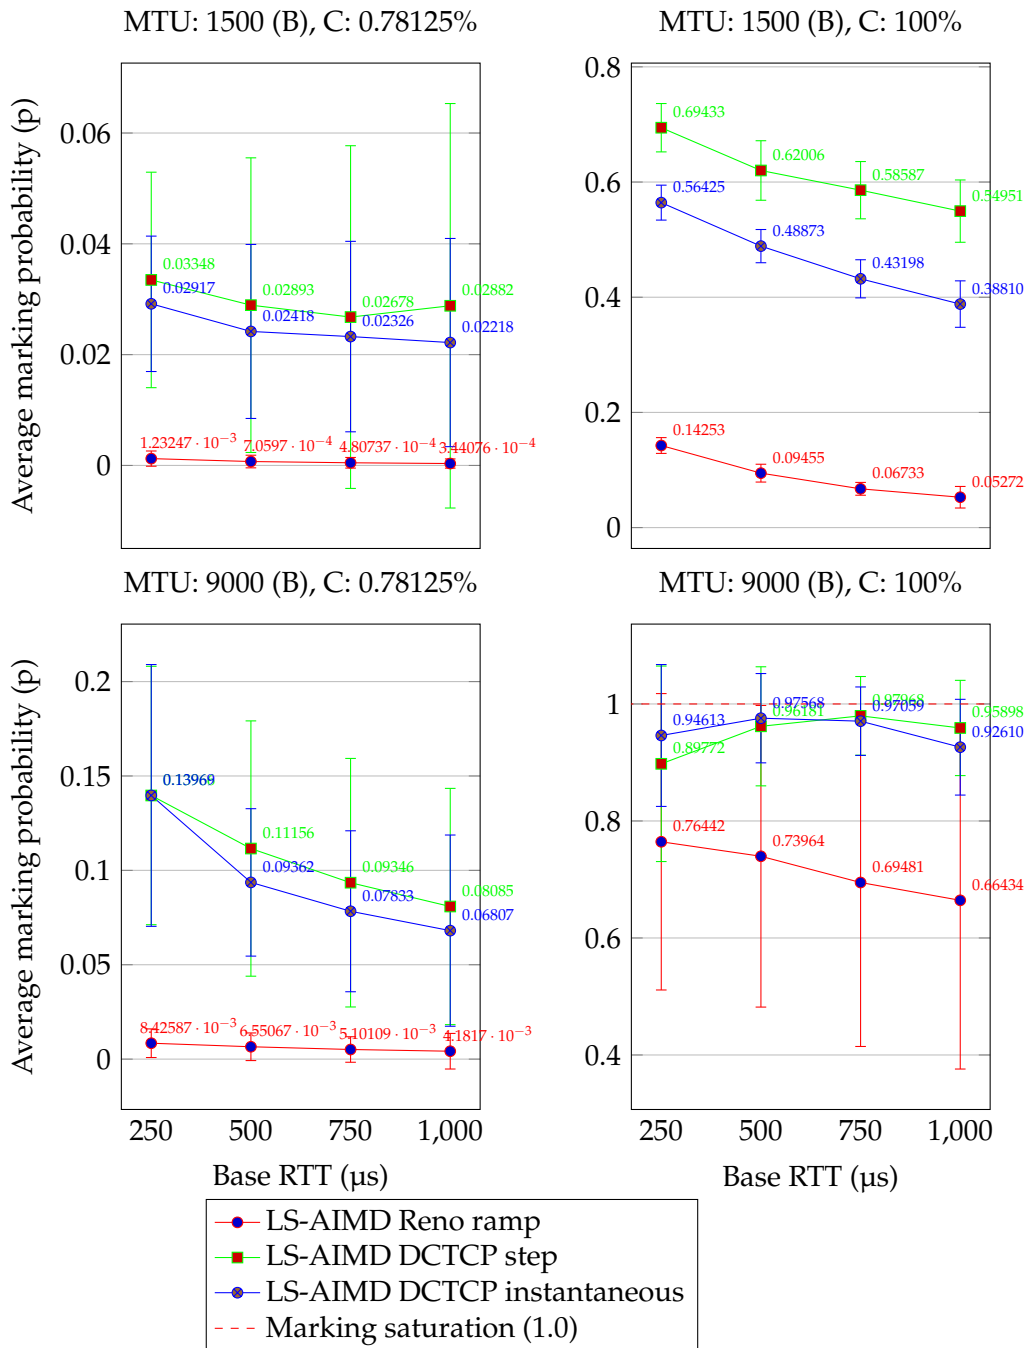 MTU: 1500 (B), C: 0.78125%
MTU: 1500 (B), C: 100%
Average marking probability (p)
0.06
0.04
0.02
0
0.03348
0.02893
0.02678
0.02882
0.02917
0.02418
0.02326
0.02218
1.23247 · 10⁻³
7.0597 · 10⁻⁴
4.80737 · 10⁻⁴
3.44076 · 10⁻⁴
0.8
0.6
0.4
0.2
0
0.69433
0.62006
0.58587
0.54951
0.56425
0.48873
0.43198
0.38810
0.14253
0.09455
0.06733
0.05272
MTU: 9000 (B), C: 0.78125%
MTU: 9000 (B), C: 100%
Average marking probability (p)
0.2
0.15
0.1
0.05
0
0.13969
0.11156
0.09346
0.08085
0.09362
0.07833
0.06807
8.42587 · 10⁻³
6.55067 · 10⁻³
5.10109 · 10⁻³
4.1817 · 10⁻³
250 500 750 1,000
Base RTT (µs)
1
0.8
0.6
0.4
0.94613
0.97568
0.97059
0.92610
0.89772
0.96181
0.97968
0.95898
0.76442
0.73964
0.69481
0.66434
250 500 750 1,000
Base RTT (µs)
LS-AIMD Reno ramp
LS-AIMD DCTCP step
LS-AIMD DCTCP instantaneous
Marking saturation (1.0)